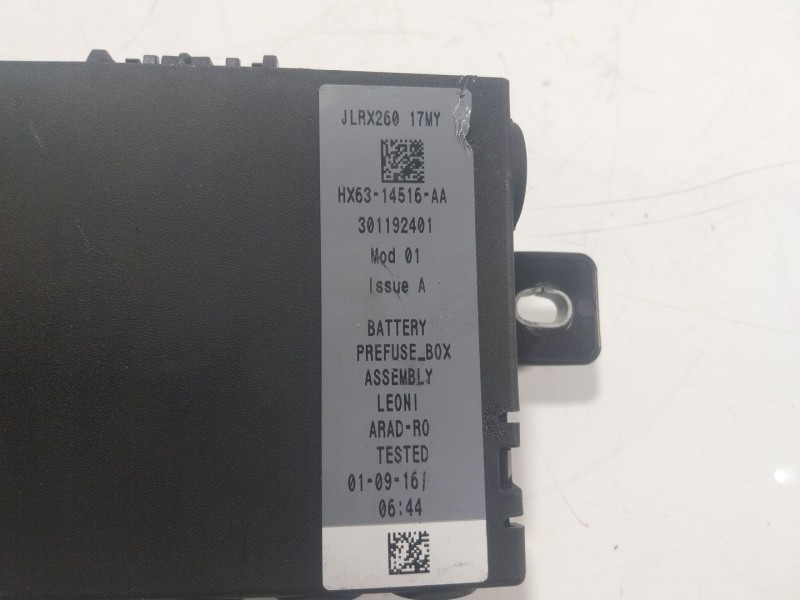 JLRX260 17MY
HX63-14516-AA
301192401
Mod 01
Issue A
BATTERY
PREFUSE_BOX
ASSEMBLY
LEONI
ARAD-RO
TESTED
01-09-16/
06:44